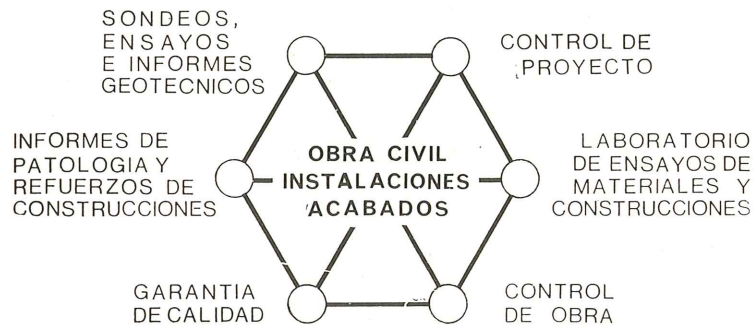 SONDEOS,
ENSAYOS
E INFORMES
GEOTECNICOS
CONTROL DE
PROYECTO
INFORMES DE
PATOLOGIA Y
REFUERZOS DE
CONSTRUCCIONES
OBRA CIVIL
INSTALACIONES
ACABADOS
LABORATORIO
DE ENSAYOS DE
MATERIALES Y
CONSTRUCCIONES
GARANTIA
DE CALIDAD
CONTROL
DE OBRA